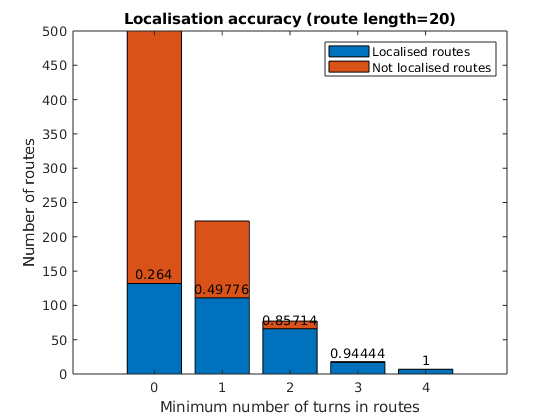 Localisation accuracy (route length=20)
Number of routes
500
450
400
350
300
250
200
150
100
50
0
Localised routes
Not localised routes
0.264
0.49776
0.85714
0.94444
1
0 1 2 3 4
Minimum number of turns in routes